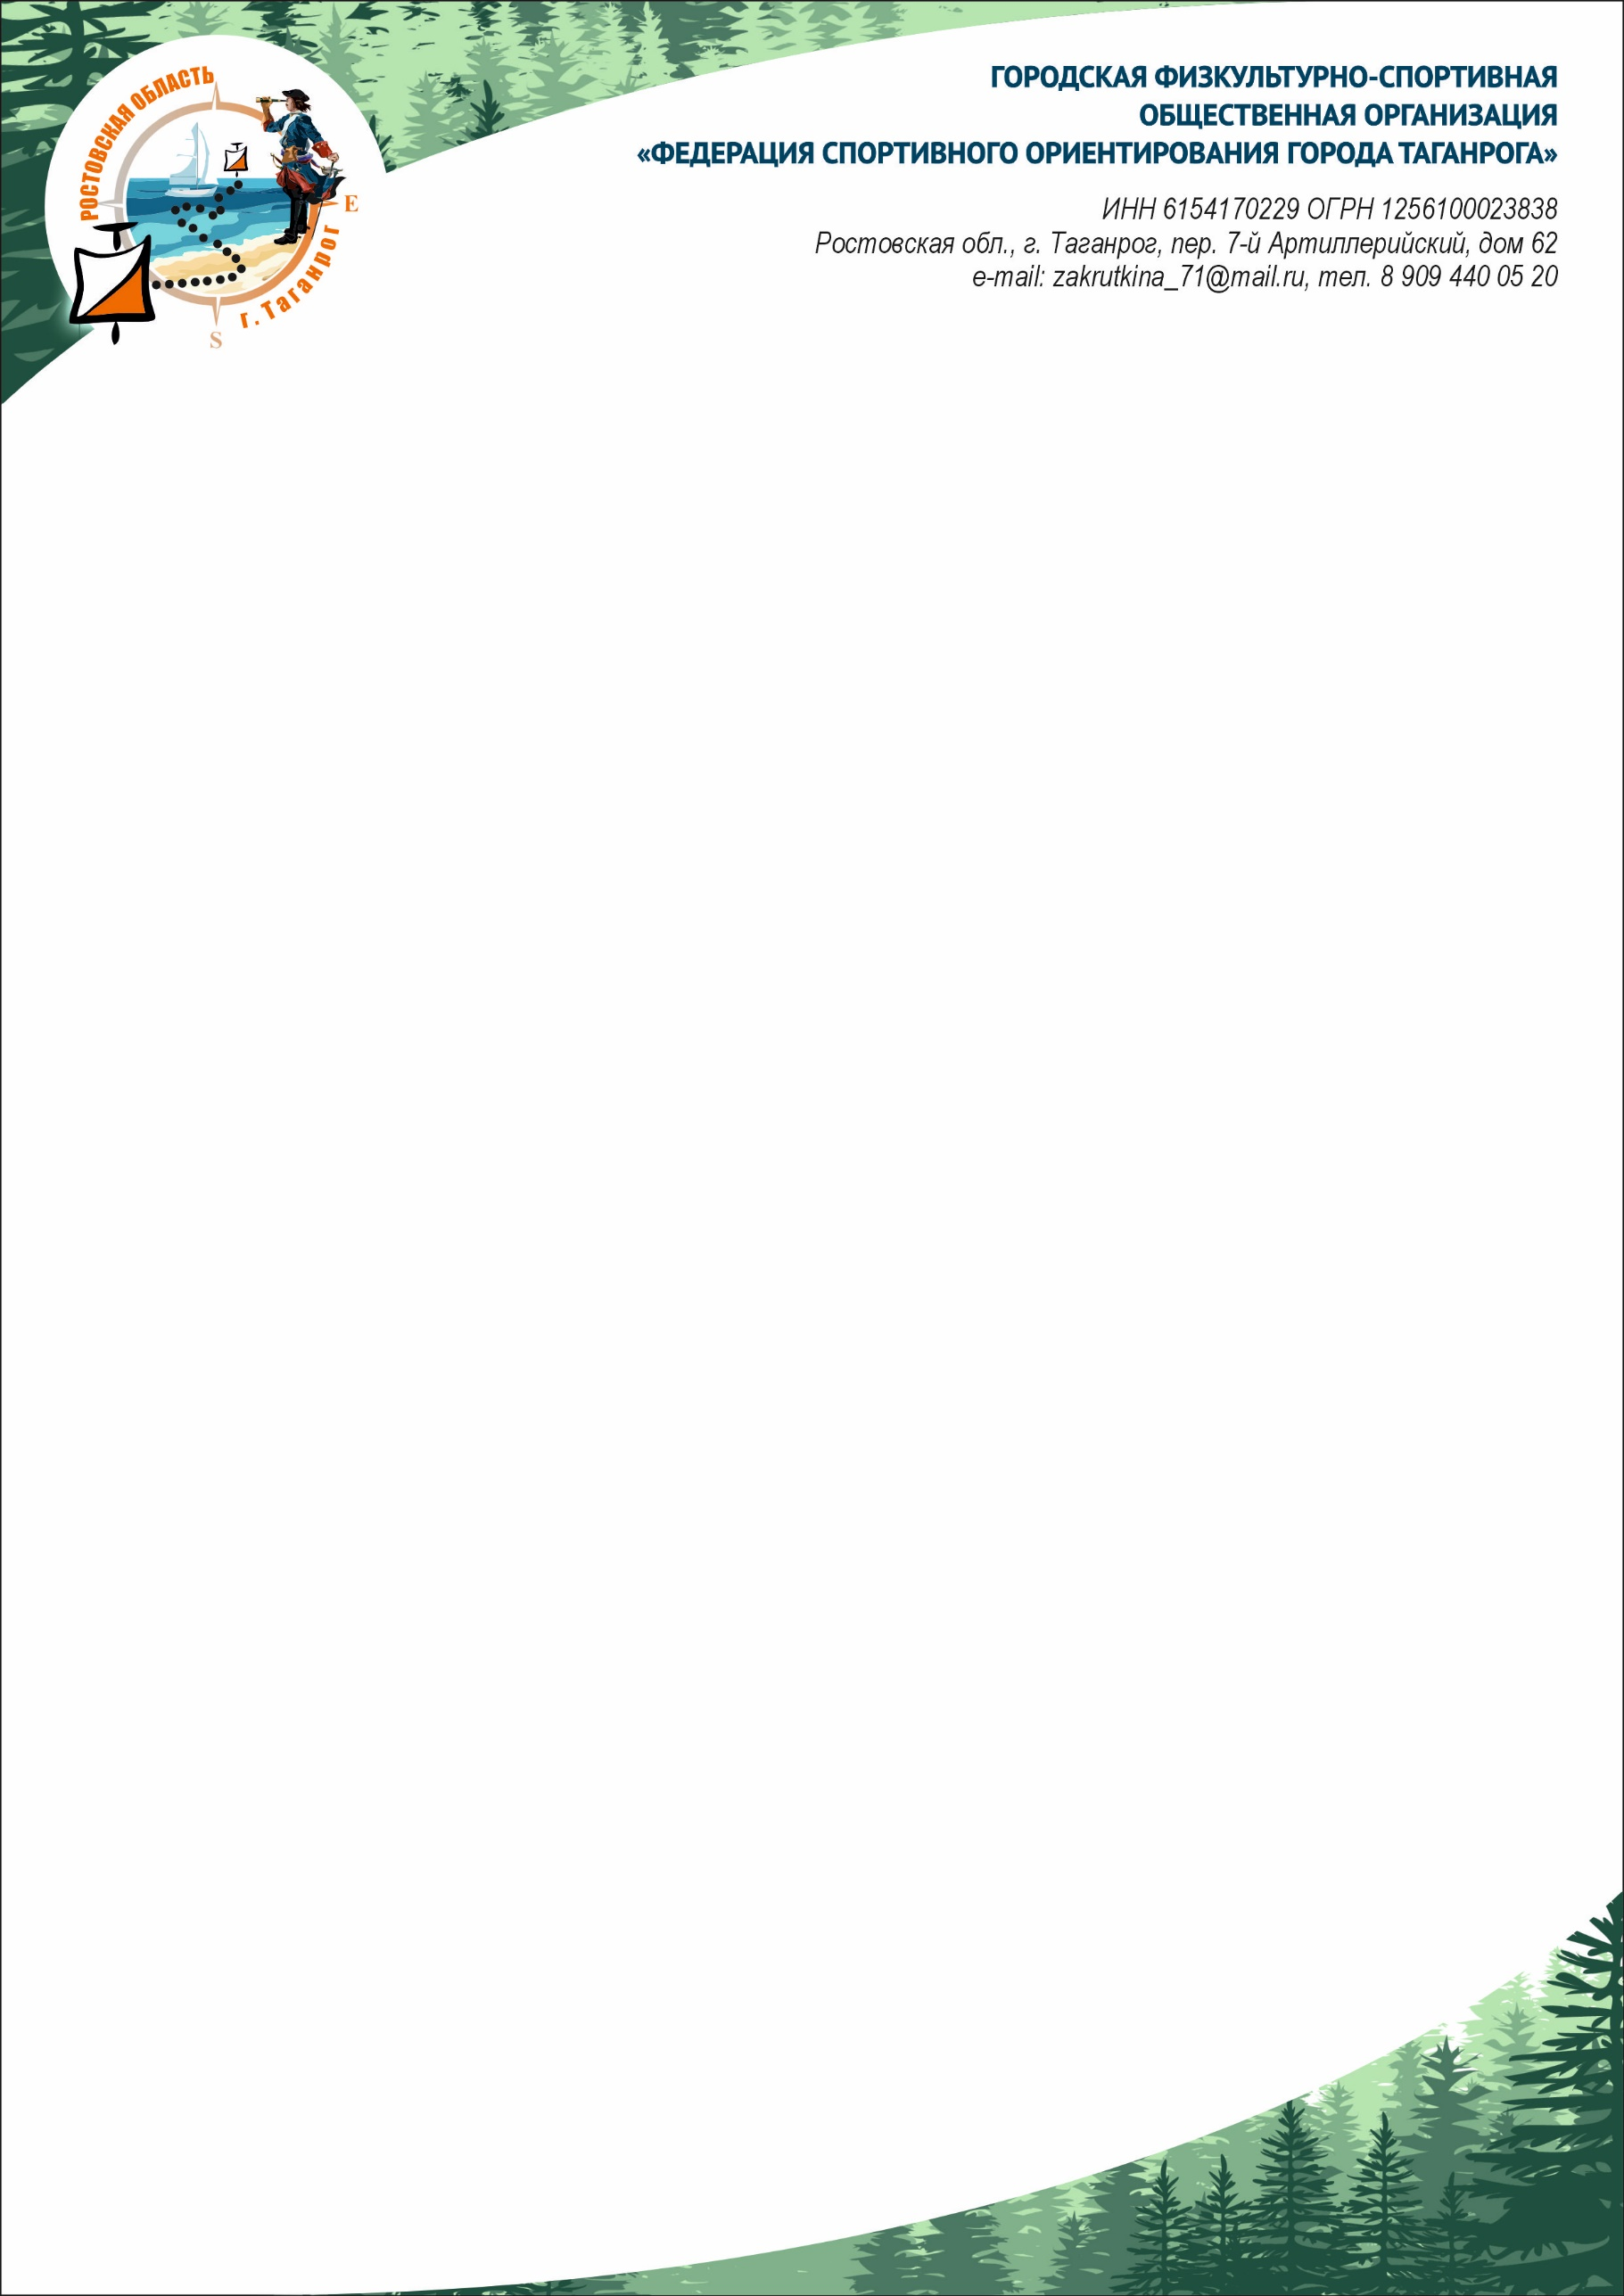 РОСТОВСКАЯ ОБЛАСТЬ
E
г. Таганрог
S
ГОРОДСКАЯ ФИЗКУЛЬТУРНО-СПОРТИВНАЯ
ОБЩЕСТВЕННАЯ ОРГАНИЗАЦИЯ
«ФЕДЕРАЦИЯ СПОРТИВНОГО ОРИЕНТИРОВАНИЯ ГОРОДА ТАГАНРОГА»
ИНН 6154170229 ОГРН 1256100023838
Ростовская обл., г. Таганрог, пер. 7-й Артиллерийский, дом 62
e-mail: zakrutkina_71@mail.ru, тел. 8 909 440 05 20